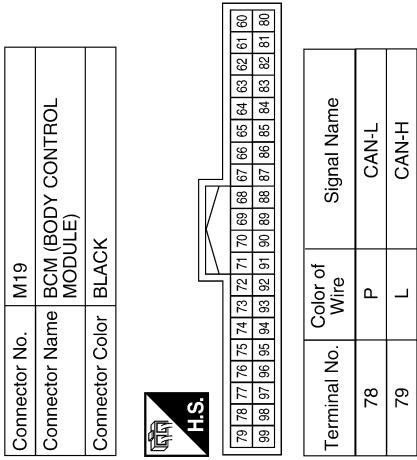 Connector No. M19
Connector Name BCM (BODY CONTROL
MODULE)
Connector Color BLACK
H.S.
79 78 77 76 75 74 73 72 71 70 69 68 67 66 65 64 63 62 61 60
99 98 97 96 95 94 93 92 91 90 89 88 87 86 85 84 83 82 81 80
Terminal No. Color of
Wire Signal Name
78 P CAN-L
79 L CAN-H